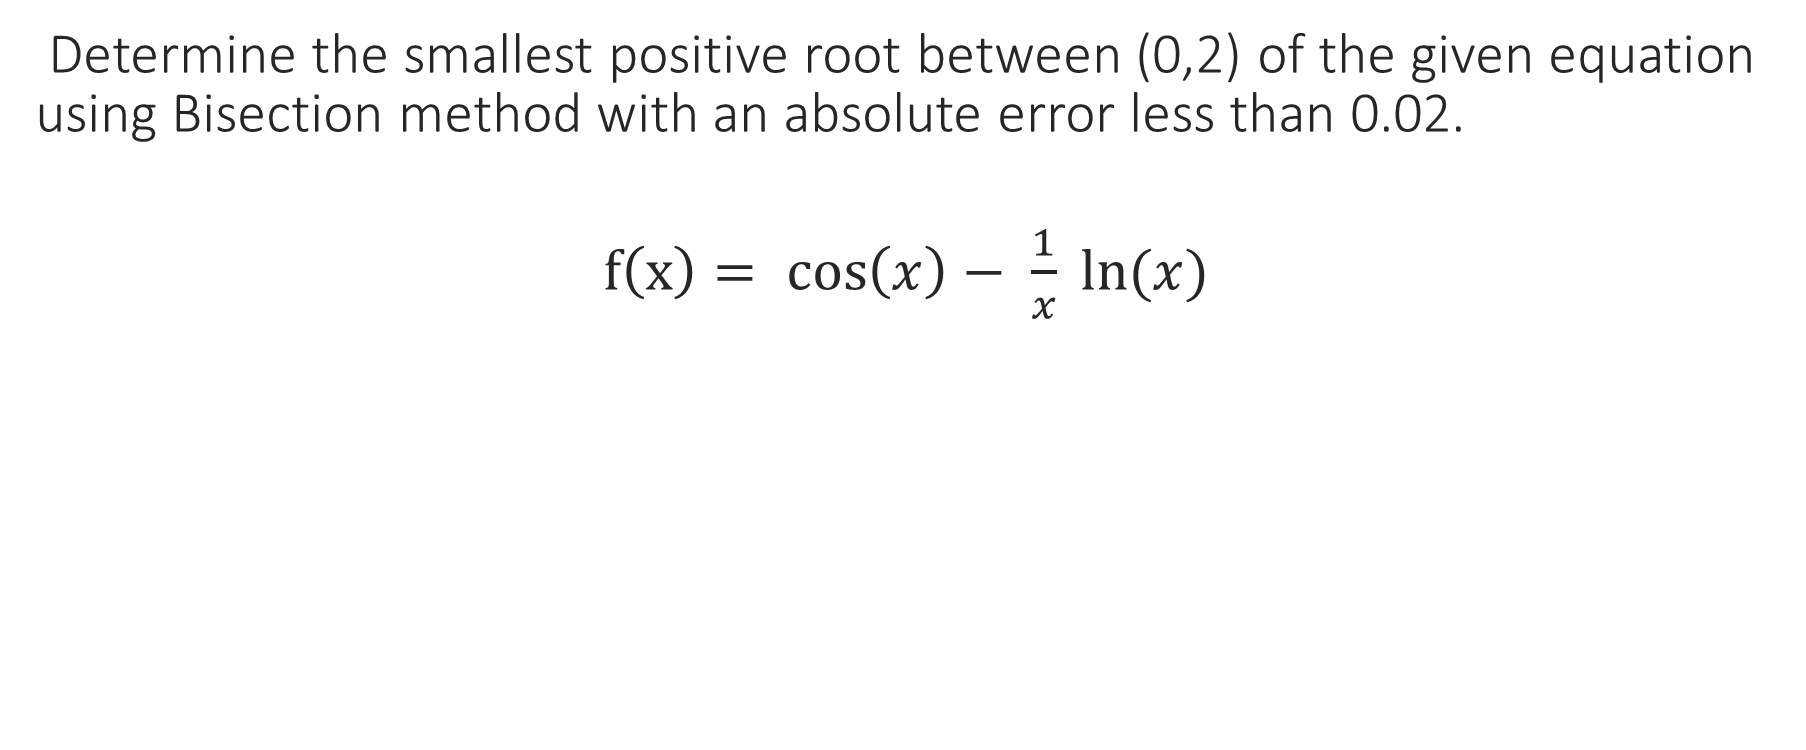 Determine the smallest positive root between (0,2) of the given equation
using Bisection method with an absolute error less than 0.02.
f(x) = cos(x) − 1/x ln(x)